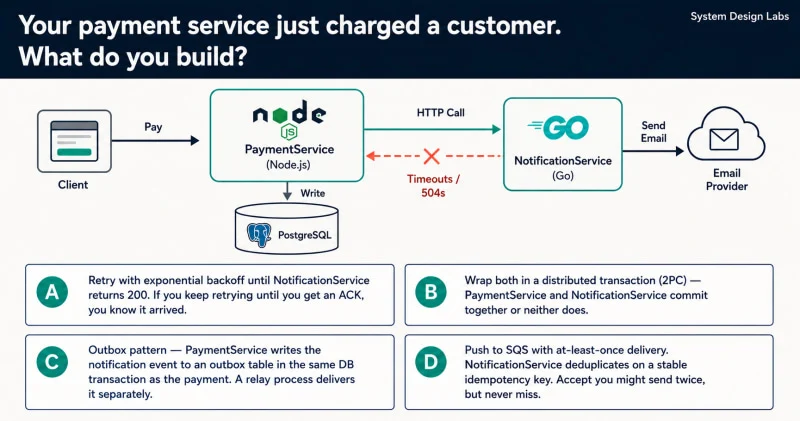 Your payment service just charged a customer.
What do you build?
System Design Labs
Client
Pay
node
JS
PaymentService
(Node.js)
Write
PostgreSQL
HTTP Call
Timeouts /
504s
GO
NotificationService
(Go)
Send
Email
Email
Provider
A
Retry with exponential backoff until NotificationService
returns 200. If you keep retrying until you get an ACK,
you know it arrived.
B
Wrap both in a distributed transaction (2PC) —
PaymentService and NotificationService commit
together or neither does.
C
Outbox pattern — PaymentService writes the
notification event to an outbox table in the same DB
transaction as the payment. A relay process delivers
it separately.
D
Push to SQS with at-least-once delivery.
NotificationService deduplicates on a stable
idempotency key. Accept you might send twice,
but never miss.